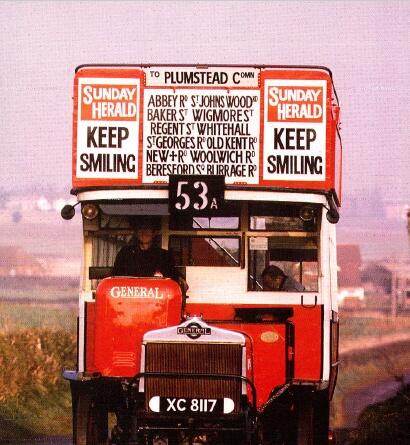 TO PLUMSTEAD COMN
SUNDAY HERALD
KEEP SMILING
ABBEY RD ST JOHNS WOOD RD
BAKER ST WIGMORE ST
REGENT ST WHITEHALL
ST GEORGES RD OLD KENT RD
NEW + RD WOOLWICH RD
BERESFORD SQ BURRAGE RD
SUNDAY HERALD
KEEP SMILING
53A
GENERAL
GENERAL
XC 8117